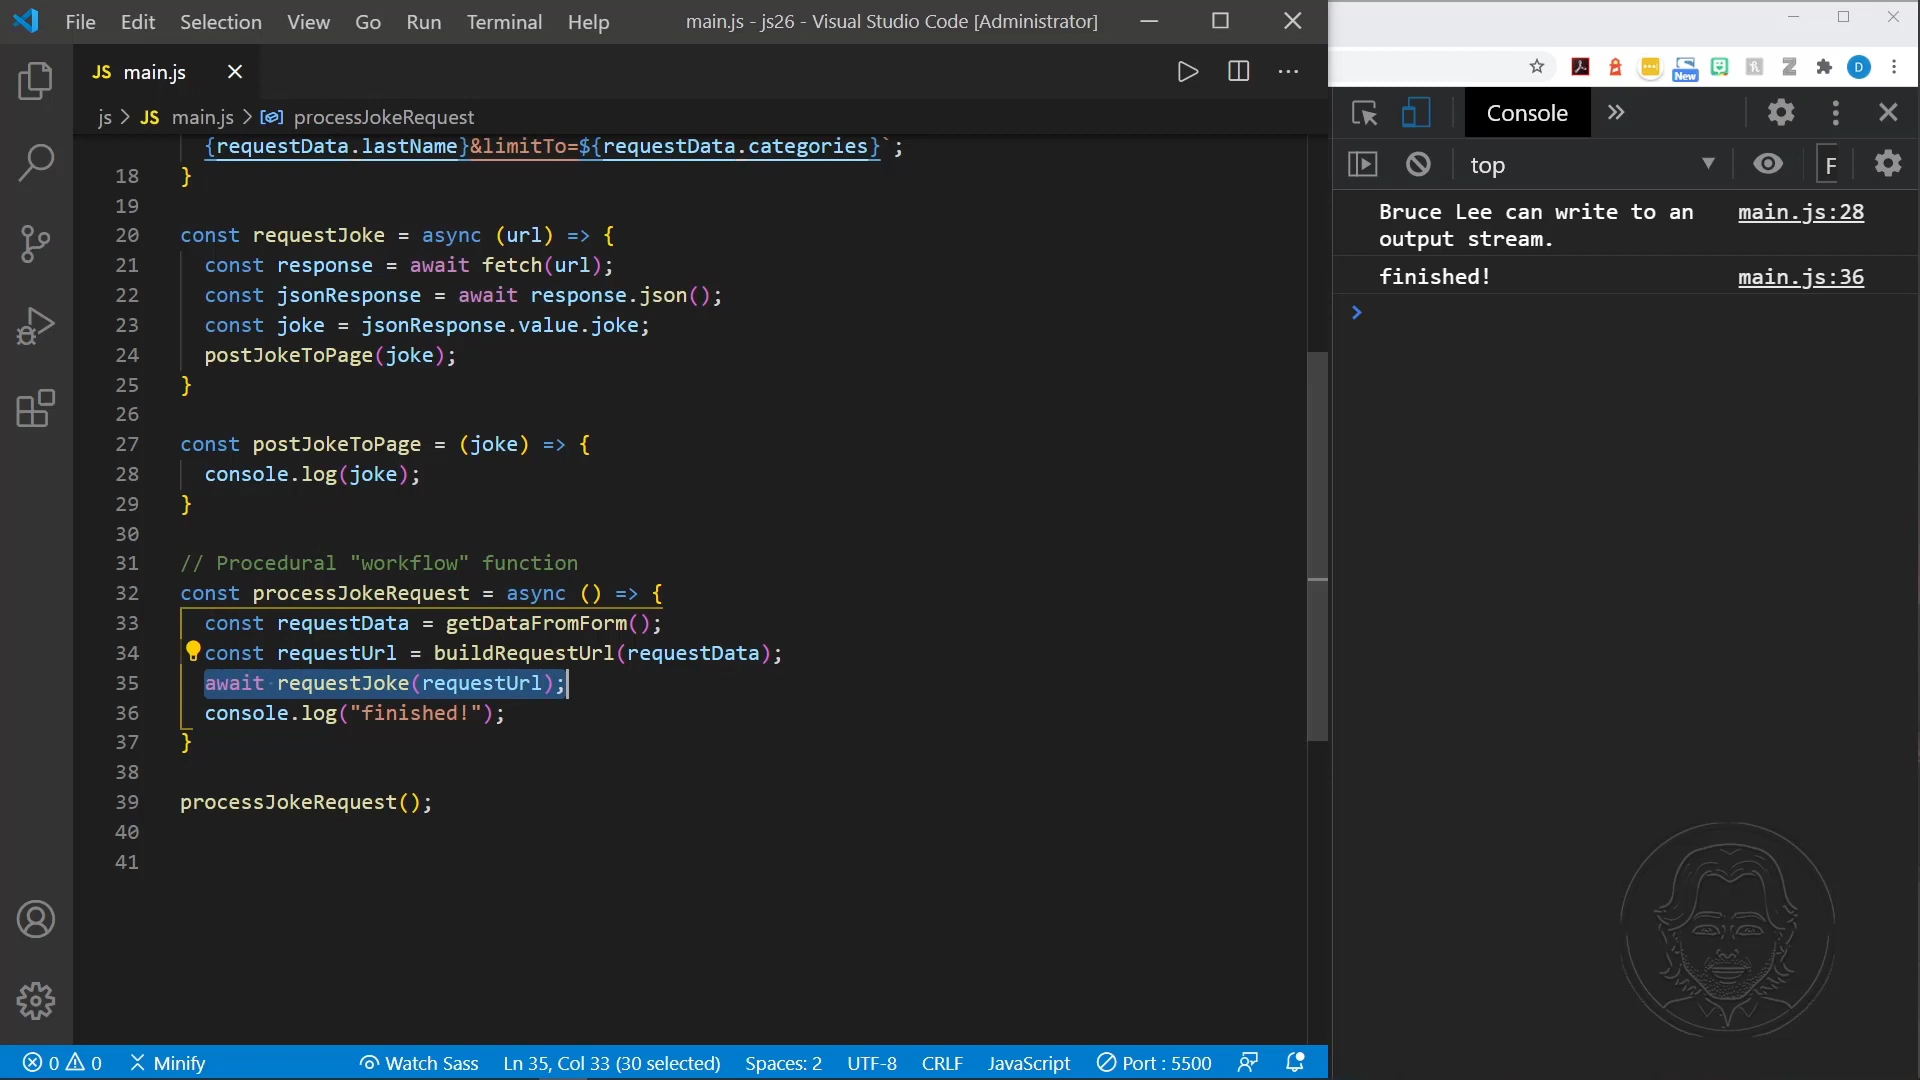 File Edit Selection View Go Run Terminal Help main.js - js26 - Visual Studio Code [Administrator]
JS main.js
js > JS main.js > processJokeRequest
{requestData.lastName}&limitTo=${requestData.categories}`;
18 }
19
20 const requestJoke = async (url) => {
21 const response = await fetch(url);
22 const jsonResponse = await response.json();
23 const joke = jsonResponse.value.joke;
24 postJokeToPage(joke);
25 }
26
27 const postJokeToPage = (joke) => {
28 console.log(joke);
29 }
30
31 // Procedural "workflow" function
32 const processJokeRequest = async () => {
33 const requestData = getDataFromForm();
34 const requestUrl = buildRequestUrl(requestData);
35 await requestJoke(requestUrl);
36 console.log("finished!");
37 }
38
39 processJokeRequest();
40
41
0 0 Minify Watch Sass Ln 35, Col 33 (30 selected) Spaces: 2 UTF-8 CRLF JavaScript Port : 5500
New D
Console
top F
Bruce Lee can write to an main.js:28
output stream.
finished! main.js:36